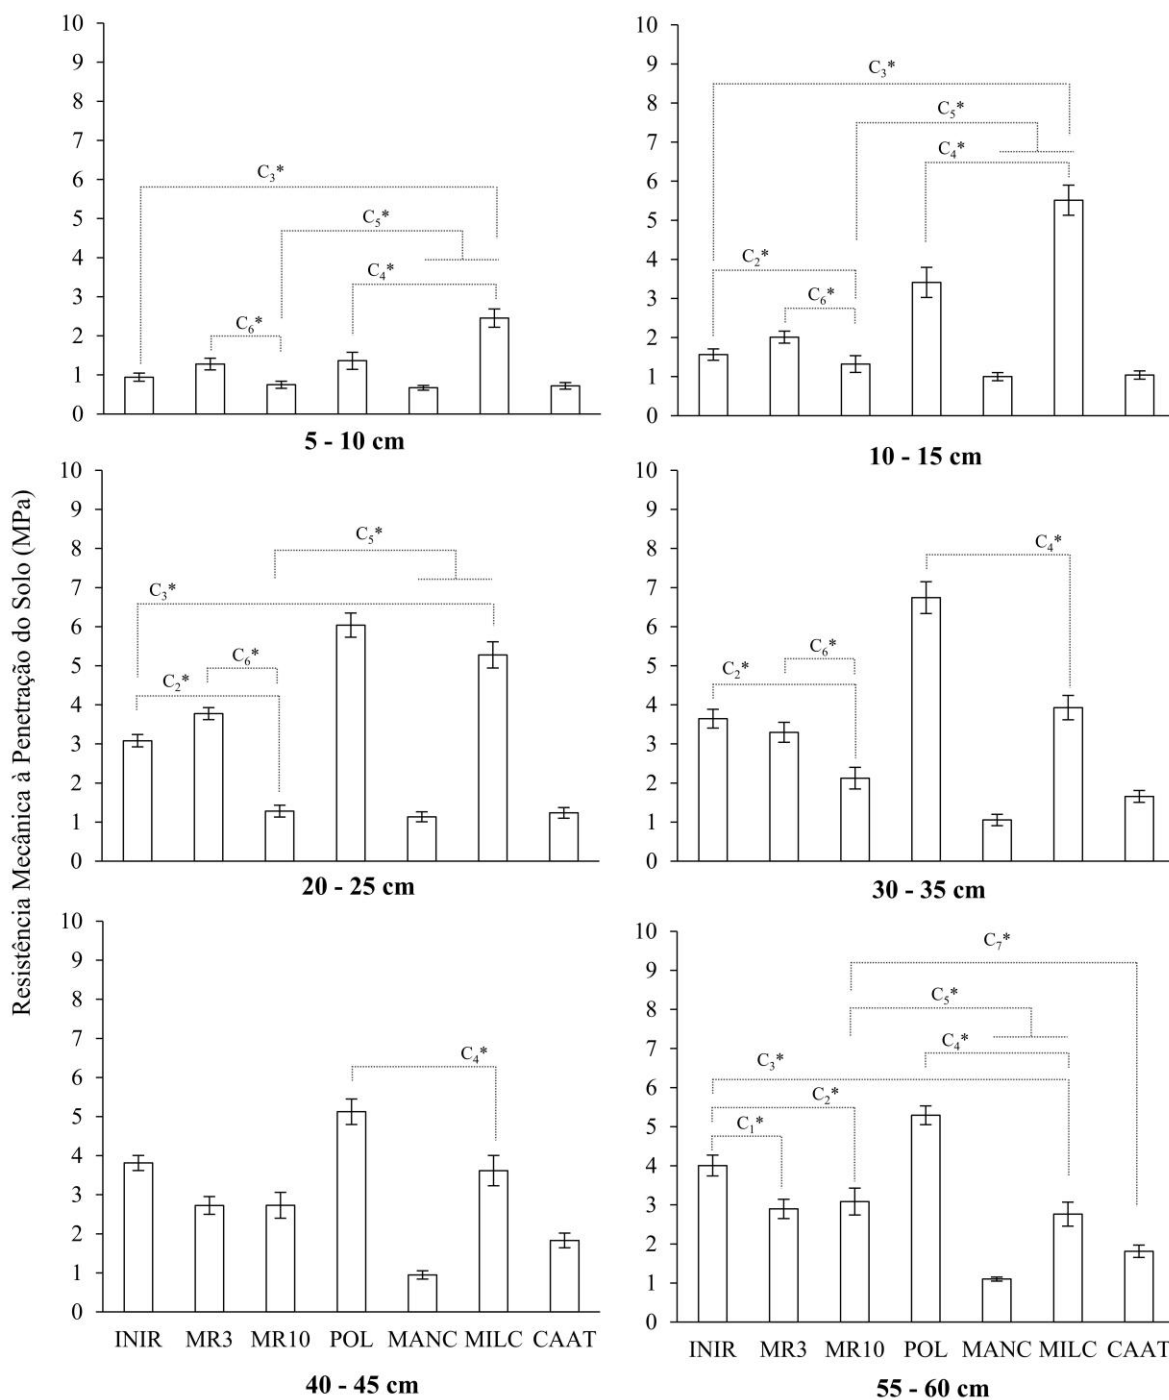 Resistência Mecânica à Penetração do Solo (MPa)
10
9
8
7
6
5
4
3
2
1
0
C3*
C5*
C4*
C6*
5 - 10 cm
10
9
8
7
6
5
4
3
2
1
0
C3*
C5*
C4*
C2*
C6*
10 - 15 cm
10
9
8
7
6
5
4
3
2
1
0
C5*
C3*
C6*
C2*
20 - 25 cm
10
9
8
7
6
5
4
3
2
1
0
C4*
C6*
C2*
30 - 35 cm
10
9
8
7
6
5
4
3
2
1
0
C4*
INIR MR3 MR10 POL MANC MILC CAAT
40 - 45 cm
10
9
8
7
6
5
4
3
2
1
0
C7*
C5*
C4*
C3*
C2*
C1*
INIR MR3 MR10 POL MANC MILC CAAT
55 - 60 cm